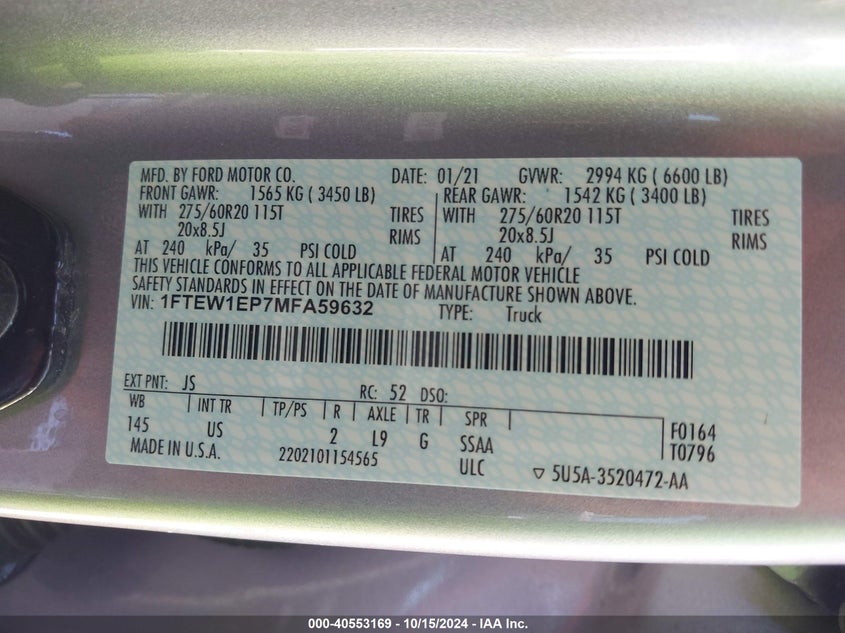 MFD. BY FORD MOTOR CO. DATE: 01/21 GVWR: 2994 KG ( 6600 LB)
FRONT GAWR: 1565 KG ( 3450 LB) REAR GAWR: 1542 KG ( 3400 LB)
WITH 275/60R20 115T TIRES WITH 275/60R20 115T TIRES
20x8.5J RIMS 20x8.5J RIMS
AT 240 kPa/ 35 PSI COLD AT 240 kPa/ 35 PSI COLD
THIS VEHICLE CONFORMS TO ALL APPLICABLE FEDERAL MOTOR VEHICLE
SAFETY STANDARDS IN EFFECT ON THE DATE OF MANUFACTURE SHOWN ABOVE.
VIN: 1FTEW1EP7MFA59632 TYPE: Truck
EXT PNT: JS RC: 52 DSO:
WB INT TR TP/PS R AXLE TR SPR
145 US 2 L9 G SSAA F0164
MADE IN U.S.A. 2202101154565 ULC T0796
▽ 5U5A-3520472-AA
000-40553169 - 10/15/2024 - IAA Inc.